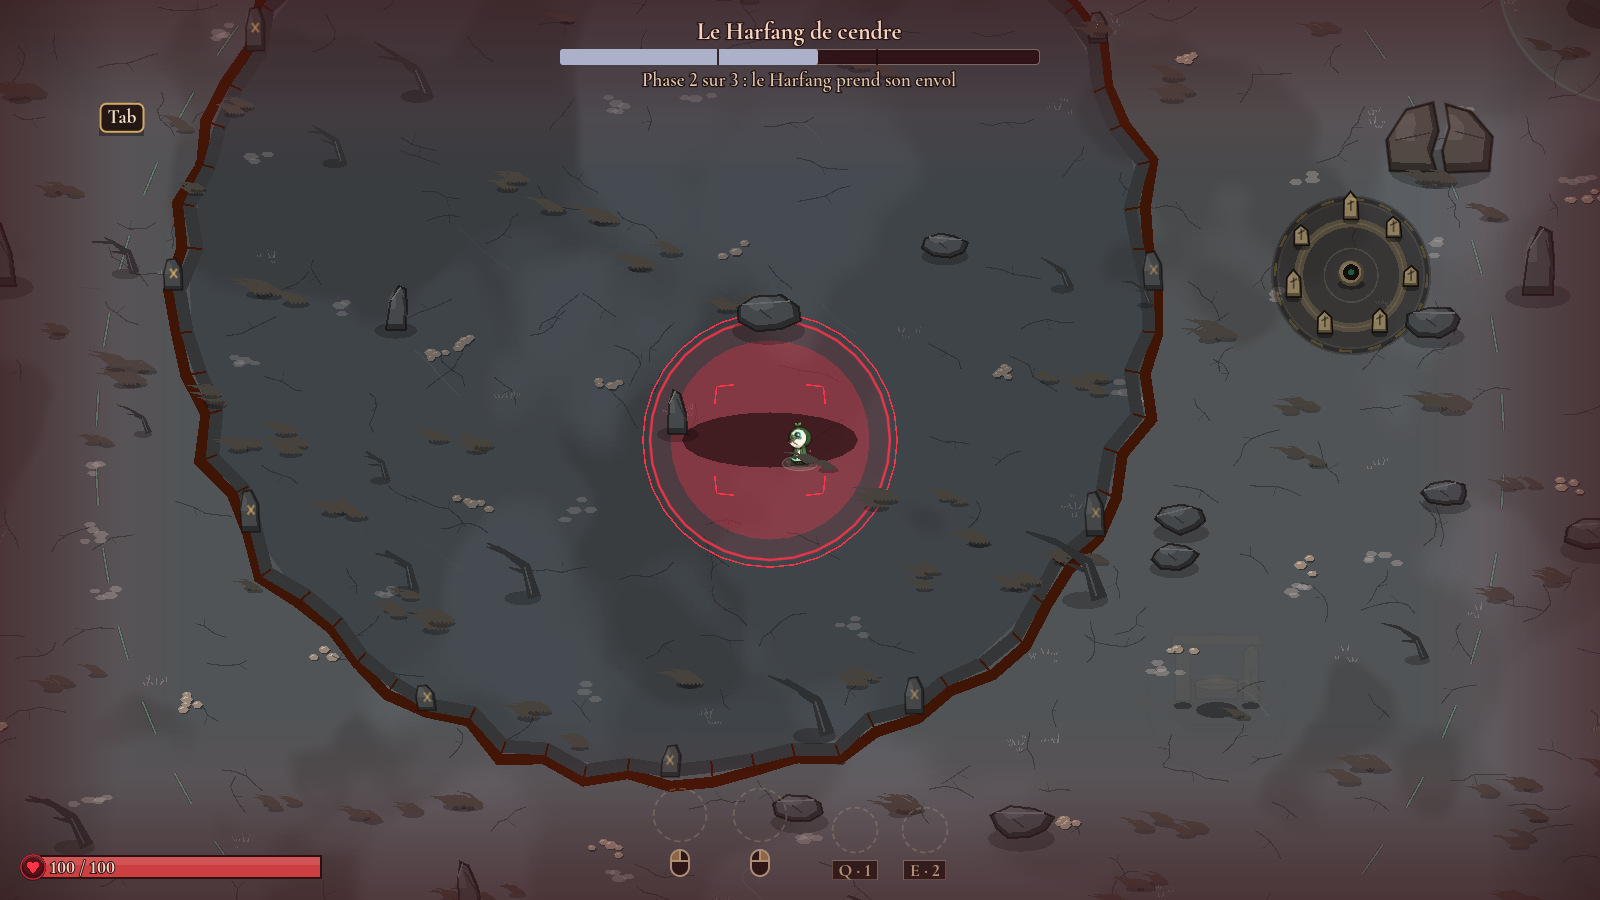 Le Harfang de cendre
Phase 2 sur 3 : le Harfang prend son envol
Tab
100 / 100
Q · 1
E · 2